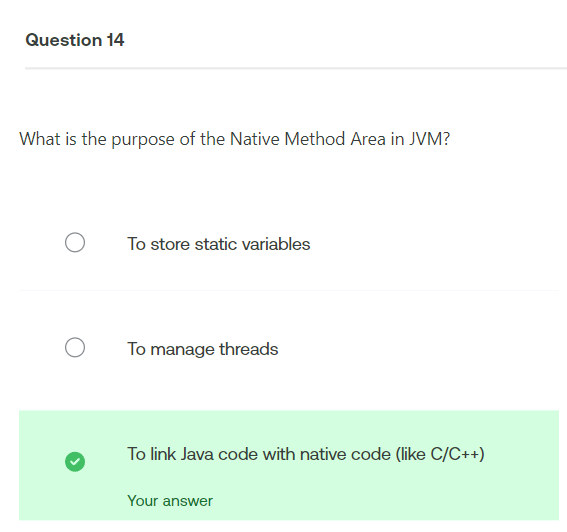 Question 14
What is the purpose of the Native Method Area in JVM?
To store static variables
To manage threads
To link Java code with native code (like C/C++)
Your answer